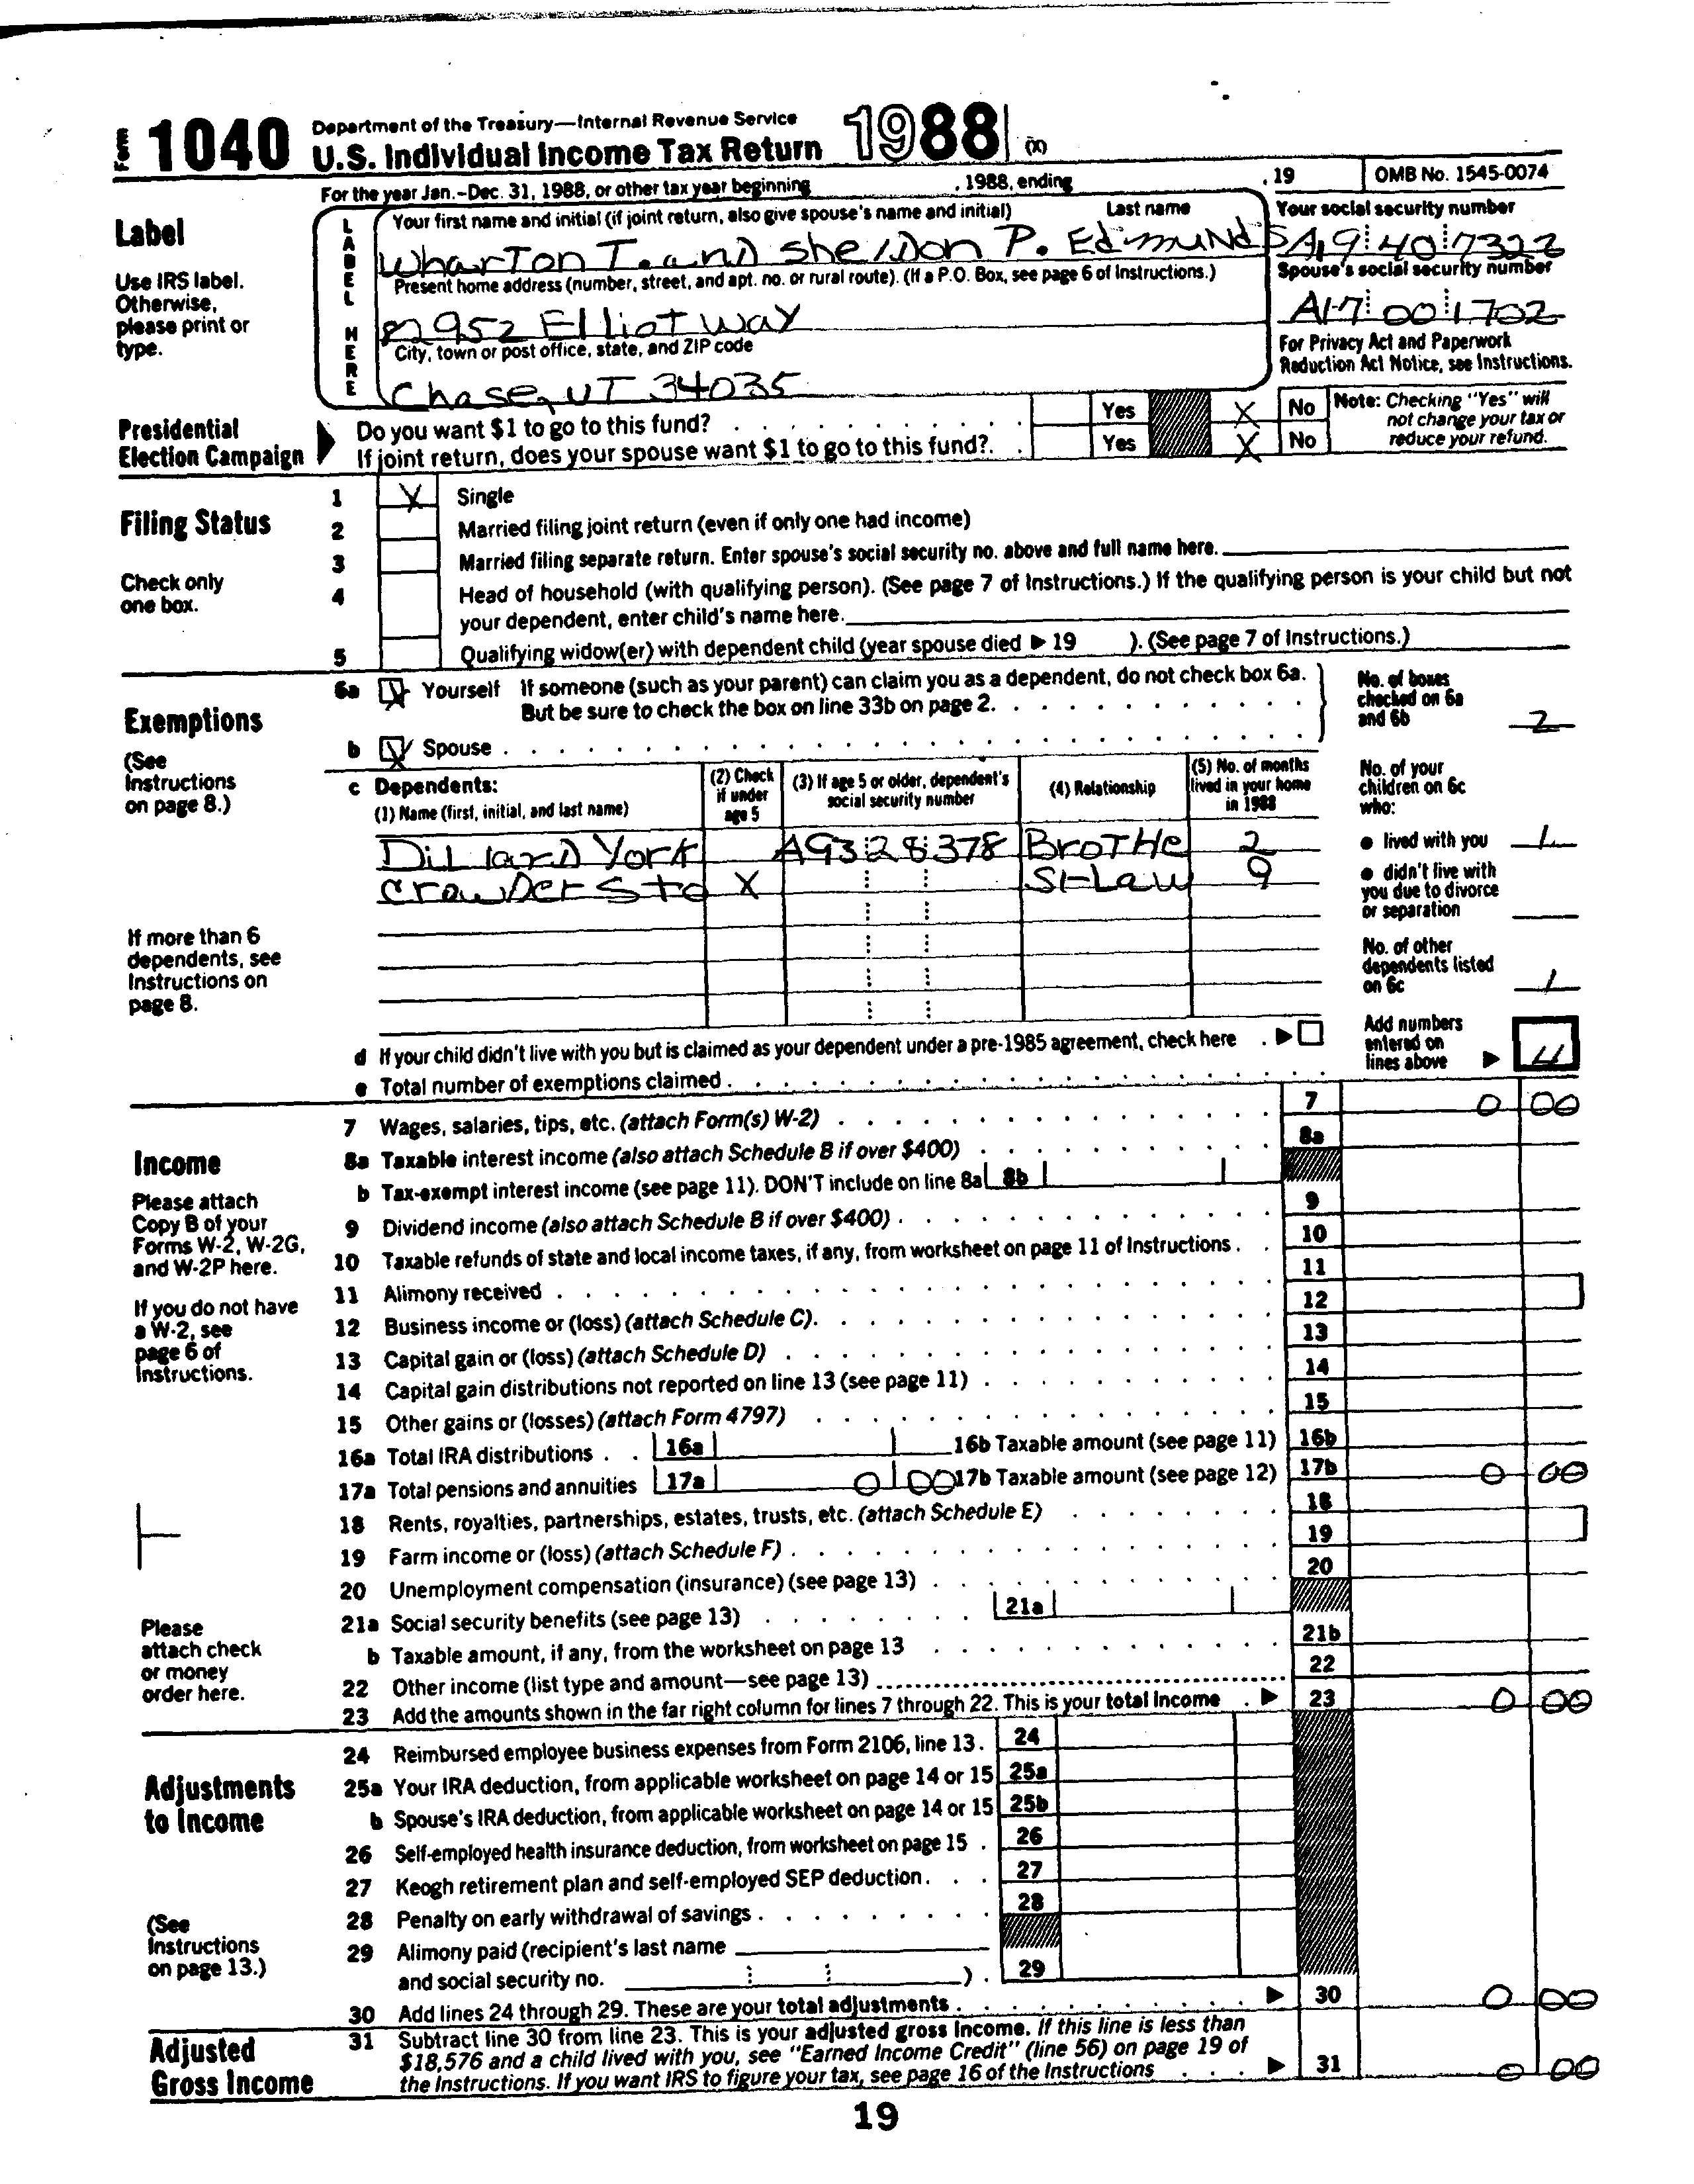 Form 1040 Department of the Treasury—Internal Revenue Service
U.S. Individual Income Tax Return 1988 (X)
For the year Jan.-Dec. 31, 1988, or other tax year beginning , 1988, ending , 19 OMB No. 1545-0074
Label
Use IRS label.
Otherwise,
please print or
type.
LABEL HERE
Your first name and initial (if joint return, also give spouse's name and initial) Last name
Wharton T. and Sheldon P. Edmunds
Present home address (number, street, and apt. no. or rural route). (If a P.O. Box, see page 6 of Instructions.)
82952 Elliot Way
City, town or post office, state, and ZIP code
Chase, UT 34035
Your social security number
A19 40 7322
Spouse's social security number
A17 00 1702
For Privacy Act and Paperwork
Reduction Act Notice, see Instructions.
Presidential
Election Campaign
Do you want $1 to go to this fund? Yes X No
If joint return, does your spouse want $1 to go to this fund? Yes X No
Note: Checking "Yes" will
not change your tax or
reduce your refund.
Filing Status
Check only
one box.
1 X Single
2 Married filing joint return (even if only one had income)
3 Married filing separate return. Enter spouse's social security no. above and full name here.
4 Head of household (with qualifying person). (See page 7 of Instructions.) If the qualifying person is your child but not
your dependent, enter child's name here.
5 Qualifying widow(er) with dependent child (year spouse died ▶ 19 ). (See page 7 of Instructions.)
Exemptions
(See
Instructions
on page 8.)
6a X Yourself If someone (such as your parent) can claim you as a dependent, do not check box 6a.
But be sure to check the box on line 33b on page 2.
b X Spouse
No. of boxes
checked on 6a
and 6b 2
c Dependents:
(1) Name (first, initial, and last name)
(2) Check
if under
age 5
(3) If age 5 or older, dependent's
social security number
(4) Relationship
(5) No. of months
lived in your home
in 1988
Dillard York A93 28 8378 Brothe 2
Crowder Sto X SI-Law 9
No. of your
children on 6c
who:
● lived with you 1
● didn't live with
you due to divorce
or separation
No. of other
dependents listed
on 6c 1
If more than 6
dependents, see
Instructions on
page 8.
d If your child didn't live with you but is claimed as your dependent under a pre-1985 agreement, check here ▶
e Total number of exemptions claimed
Add numbers
entered on
lines above ▶ 4
Income
Please attach
Copy B of your
Forms W-2, W-2G,
and W-2P here.
If you do not have
a W-2, see
page 6 of
Instructions.
Please
attach check
or money
order here.
7 Wages, salaries, tips, etc. (attach Form(s) W-2) 7 0 00
8a Taxable interest income (also attach Schedule B if over $400) 8a
b Tax-exempt interest income (see page 11). DON'T include on line 8a 8b
9 Dividend income (also attach Schedule B if over $400) 9
10 Taxable refunds of state and local income taxes, if any, from worksheet on page 11 of Instructions 10
11 Alimony received 11
12 Business income or (loss) (attach Schedule C) 12
13 Capital gain or (loss) (attach Schedule D) 13
14 Capital gain distributions not reported on line 13 (see page 11) 14
15 Other gains or (losses) (attach Form 4797) 15
16a Total IRA distributions 16a 16b Taxable amount (see page 11) 16b
17a Total pensions and annuities 17a 0 00 17b Taxable amount (see page 12) 17b 0 00
18 Rents, royalties, partnerships, estates, trusts, etc. (attach Schedule E) 18
19 Farm income or (loss) (attach Schedule F) 19
20 Unemployment compensation (insurance) (see page 13) 20
21a Social security benefits (see page 13) 21a
b Taxable amount, if any, from the worksheet on page 13 21b
22 Other income (list type and amount—see page 13) 22
23 Add the amounts shown in the far right column for lines 7 through 22. This is your total income ▶ 23 0 00
Adjustments
to Income
(See
Instructions
on page 13.)
24 Reimbursed employee business expenses from Form 2106, line 13. 24
25a Your IRA deduction, from applicable worksheet on page 14 or 15 25a
b Spouse's IRA deduction, from applicable worksheet on page 14 or 15 25b
26 Self-employed health insurance deduction, from worksheet on page 15 26
27 Keogh retirement plan and self-employed SEP deduction 27
28 Penalty on early withdrawal of savings 28
29 Alimony paid (recipient's last name
and social security no. ) 29
30 Add lines 24 through 29. These are your total adjustments ▶ 30 0 00
Adjusted
Gross Income
31 Subtract line 30 from line 23. This is your adjusted gross income. If this line is less than
$18,576 and a child lived with you, see "Earned Income Credit" (line 56) on page 19 of
the Instructions. If you want IRS to figure your tax, see page 16 of the Instructions ▶ 31 0 00
19